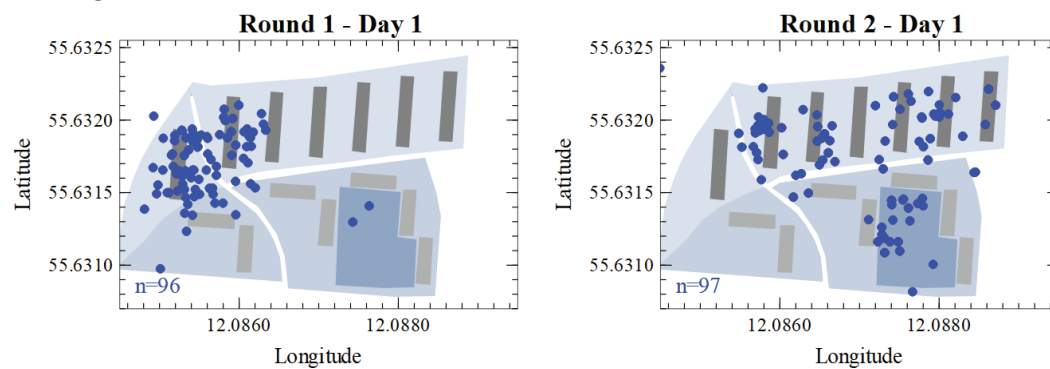 Round 1 - Day 1
55.6325
55.6320
55.6315
55.6310
Latitude
n=96
12.0860
12.0880
Longitude
Round 2 - Day 1
55.6325
55.6320
55.6315
55.6310
Latitude
n=97
12.0860
12.0880
Longitude